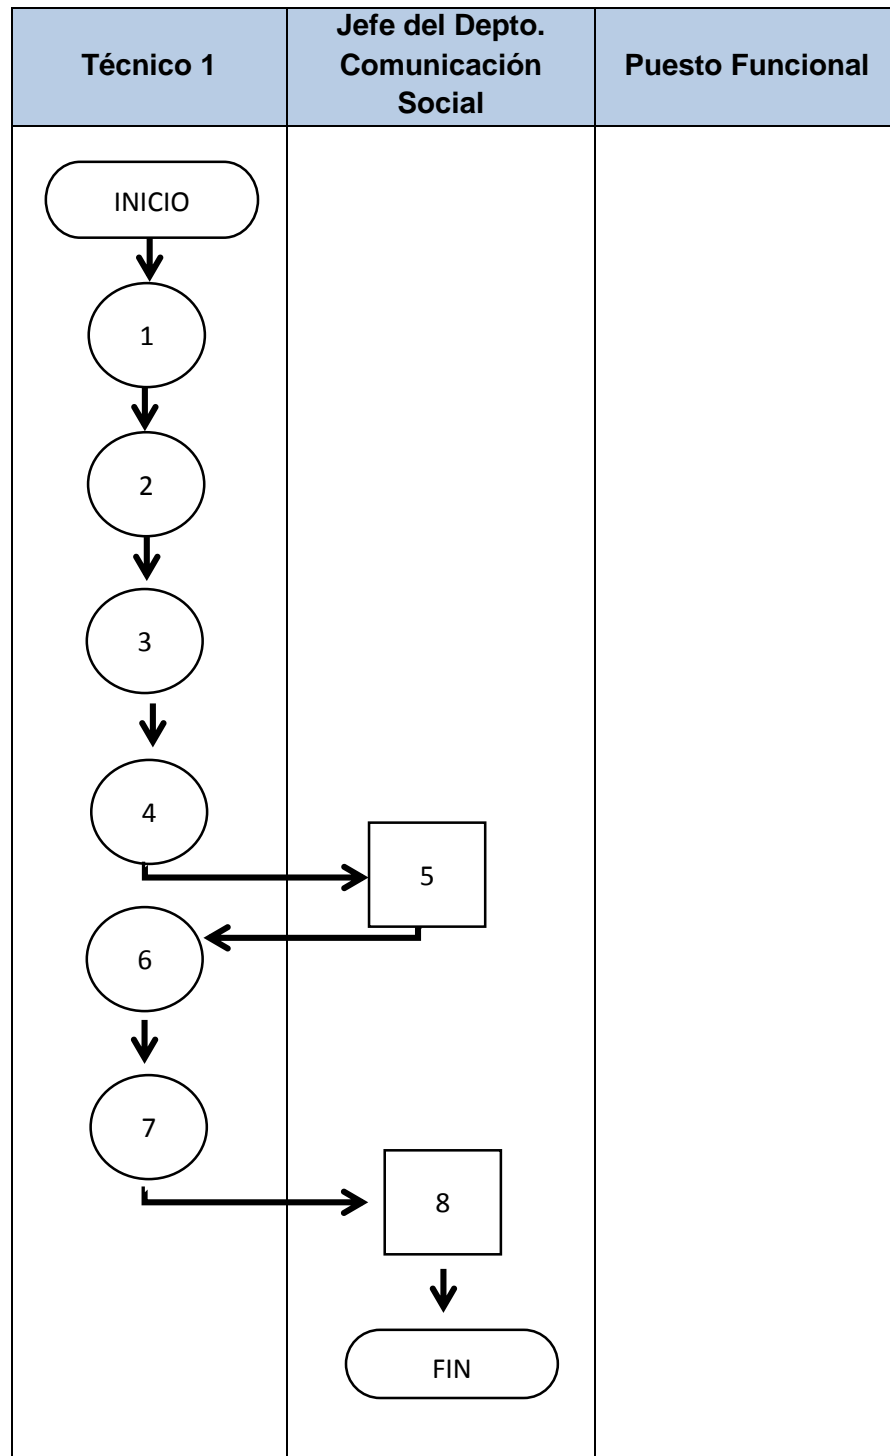 Técnico 1
Jefe del Depto.
Comunicación
Social
Puesto Funcional
INICIO
1
2
3
4
5
6
7
8
FIN